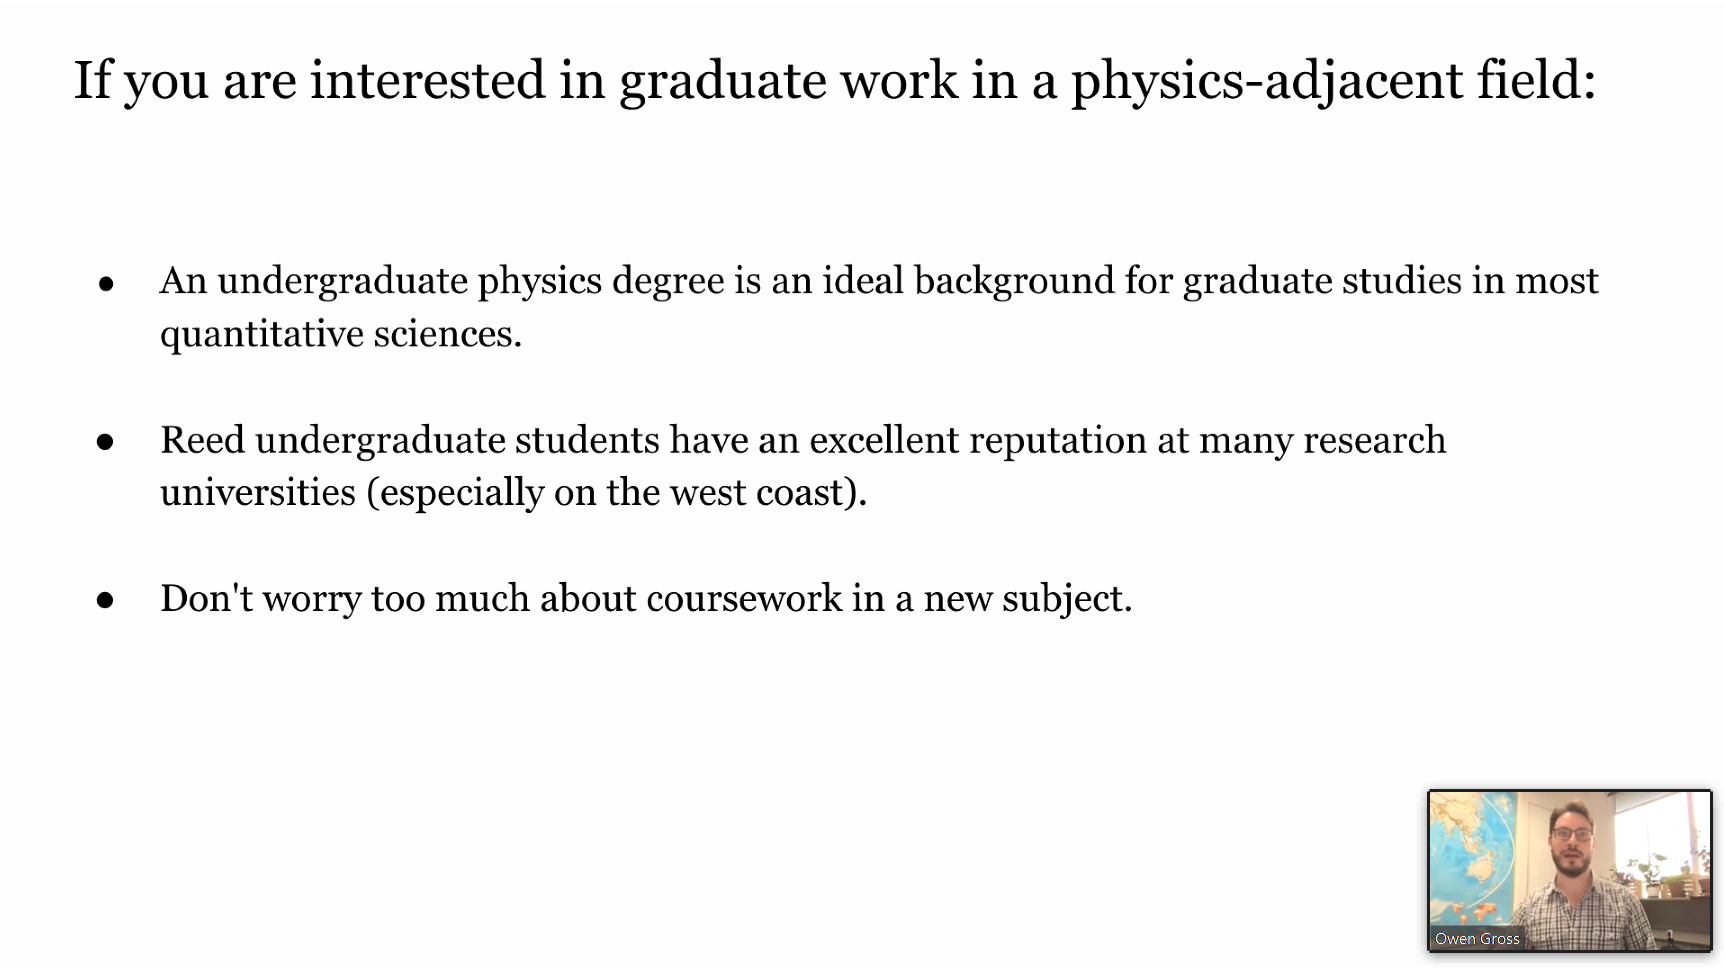 If you are interested in graduate work in a physics-adjacent field:
● An undergraduate physics degree is an ideal background for graduate studies in most
quantitative sciences.
● Reed undergraduate students have an excellent reputation at many research
universities (especially on the west coast).
● Don't worry too much about coursework in a new subject.
Owen Gross